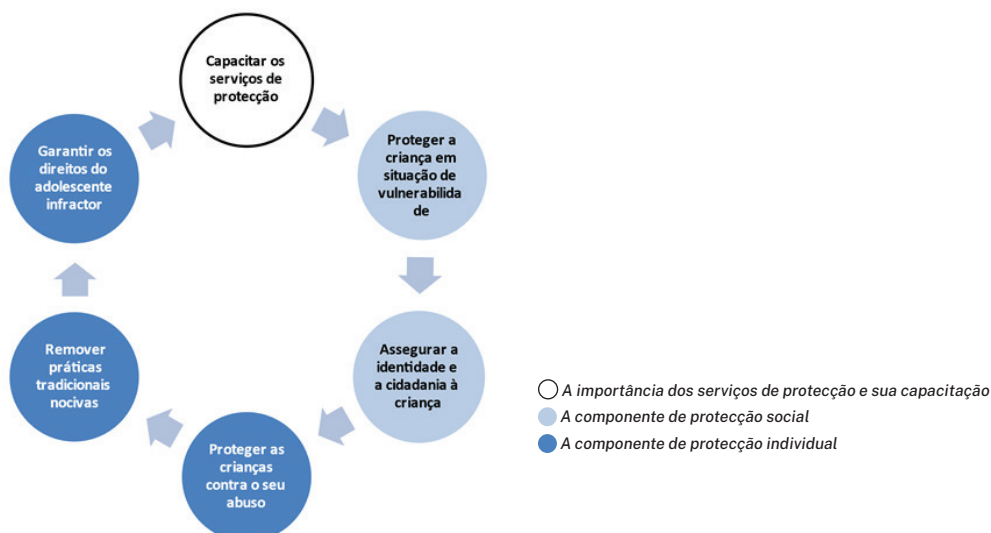 Capacitar os
serviços de
protecção
Proteger a
criança em
situação de
vulnerabilida
de
Assegurar a
identidade e
a cidadania à
criança
Proteger as
crianças
contra o seu
abuso
Remover
práticas
tradicionais
nocivas
Garantir os
direitos do
adolescente
infractor
A importância dos serviços de protecção e sua capacitação
A componente de protecção social
A componente de protecção individual